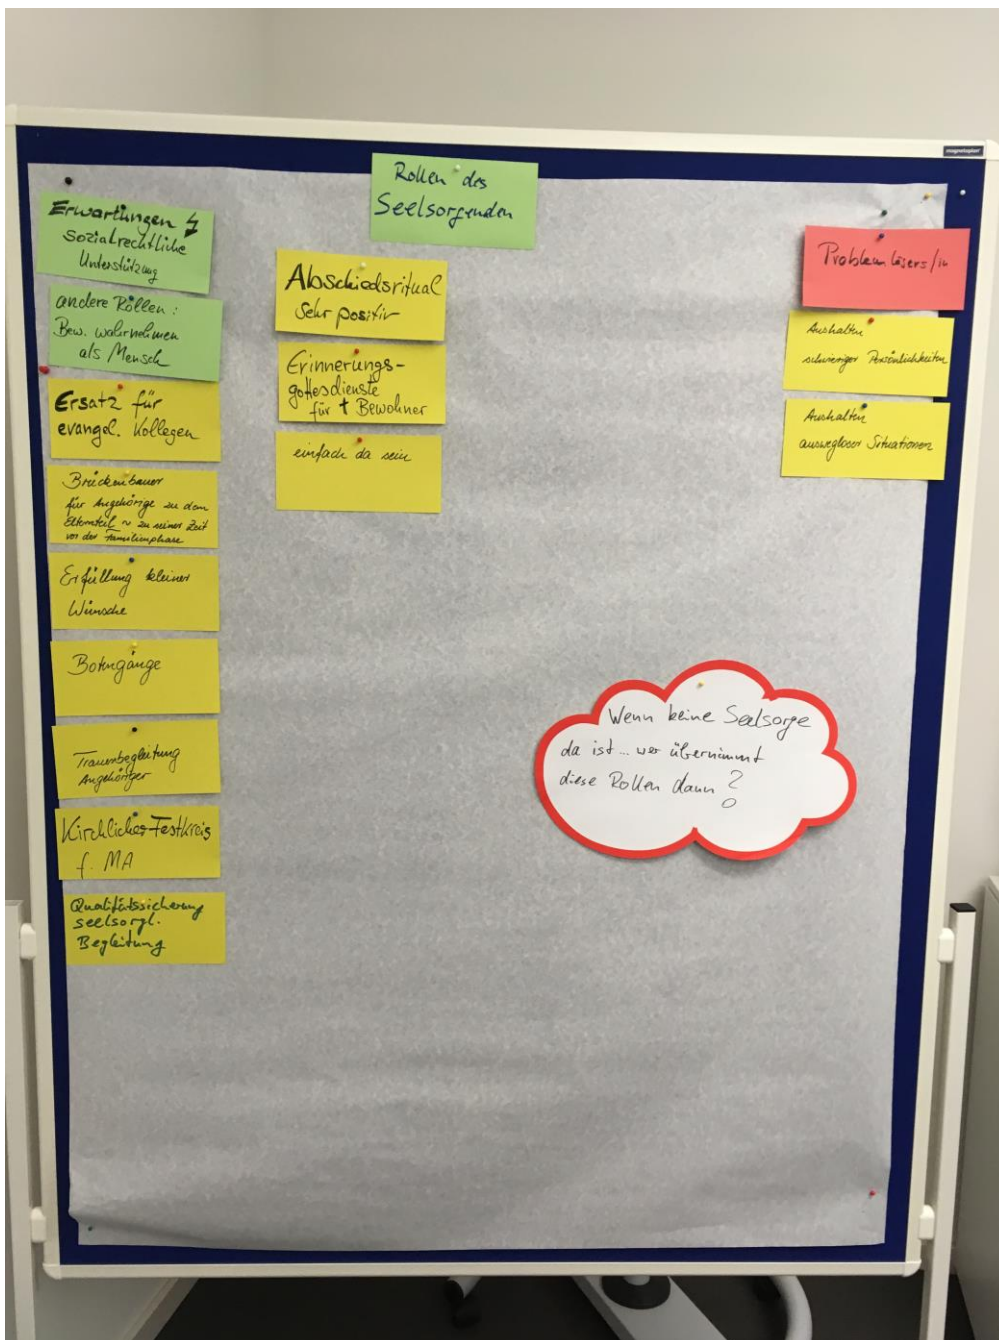 Rollen des
Seelsorgenden
Erwartungen ↯
sozialrechtliche
Unterstützung
andere Rollen:
Bew. wahrnehmen
als Mensch
Ersatz für
evangel. Kollegen
Brückenbauer
für Angehörige zu dem
Elternteil ~ zu seiner Zeit
vor der Familienphase
Erfüllung kleiner
Wünsche
Botengänge
Trauerbegleitung
Angehöriger
Kirchlicher Festkreis
f. MA
Qualitätssicherung
seelsorgl.
Begleitung
Abschiedsritual
Sehr positiv
Erinnerungs-
gottesdienste
für † Bewohner
einfach da sein
Problemlösers/in
Aushalten
schwieriger Persönlichkeiten
Aushalten
auswegloser Situationen
Wenn keine Seelsorge
da ist... wer übernimmt
diese Rollen dann?